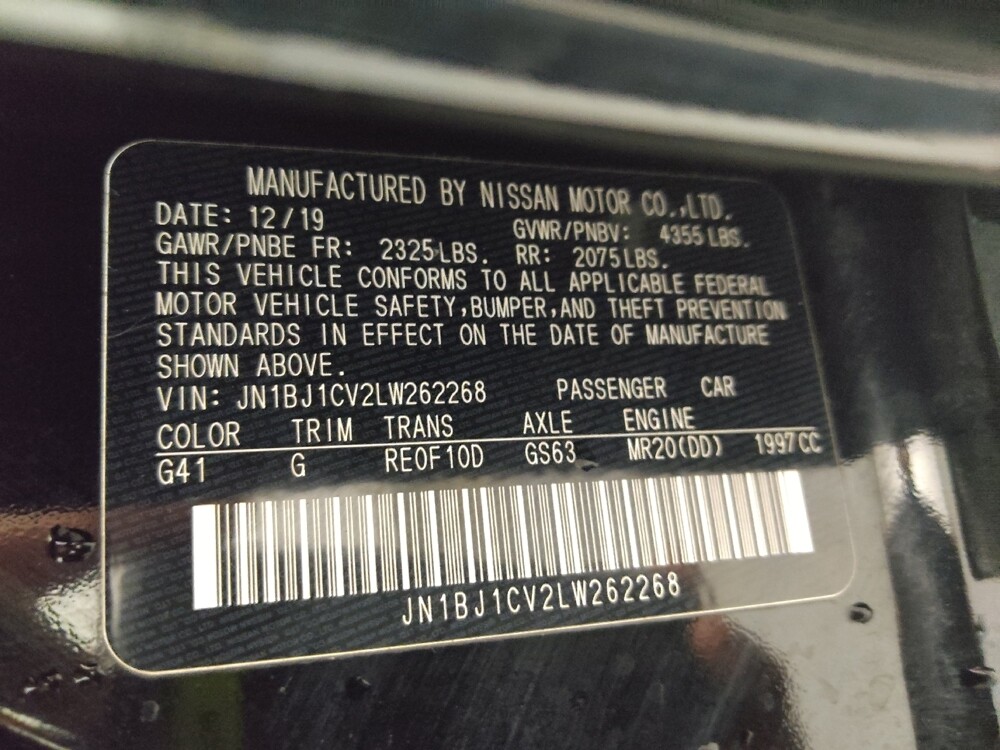 MANUFACTURED BY NISSAN MOTOR CO.,LTD.
DATE: 12/19 GVWR/PNBV: 4355 LBS.
GAWR/PNBE FR: 2325 LBS. RR: 2075 LBS.
THIS VEHICLE CONFORMS TO ALL APPLICABLE FEDERAL
MOTOR VEHICLE SAFETY,BUMPER,AND THEFT PREVENTION
STANDARDS IN EFFECT ON THE DATE OF MANUFACTURE
SHOWN ABOVE.
VIN: JN1BJ1CV2LW262268 PASSENGER CAR
COLOR TRIM TRANS AXLE ENGINE
G41 G RE0F10D GS63 MR20(DD) 1997CC
JN1BJ1CV2LW262268